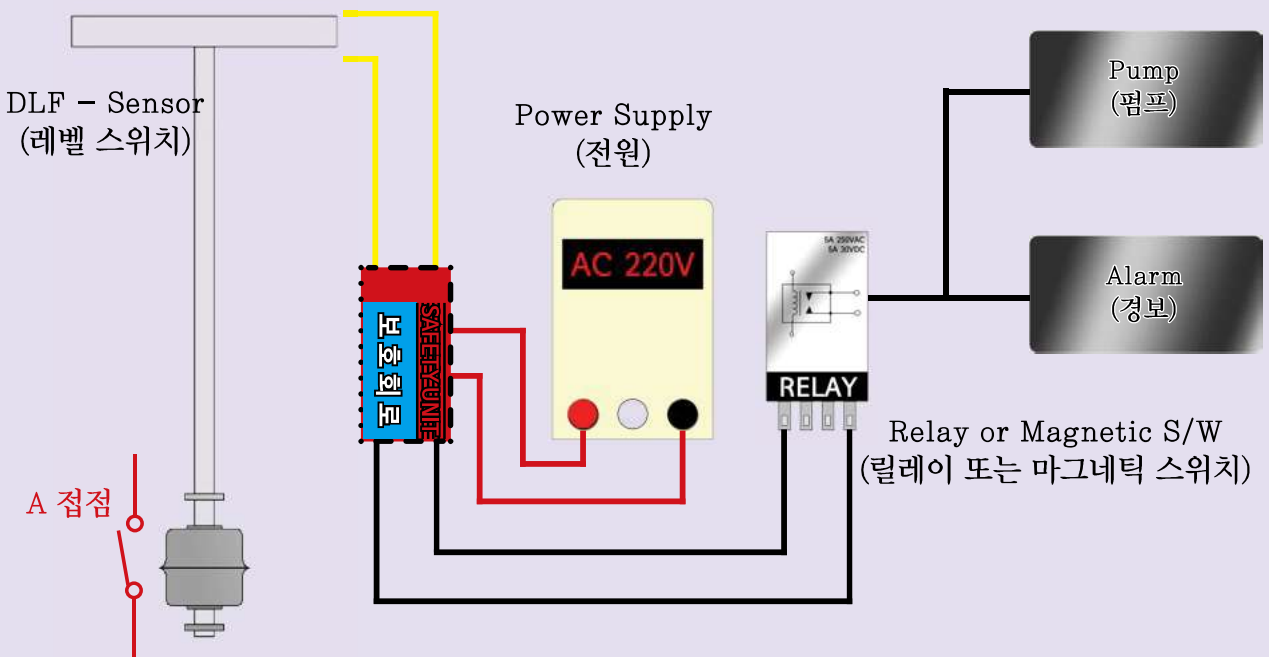 DLF - Sensor
(레벨 스위치)
Power Supply
(전원)
AC 220V
Pump
(펌프)
Alarm
(경보)
5A 250VAC
5A 30VDC
RELAY
Relay or Magnetic S/W
(릴레이 또는 마그네틱 스위치)
보호회로
SAFETY UNIT
A 접점